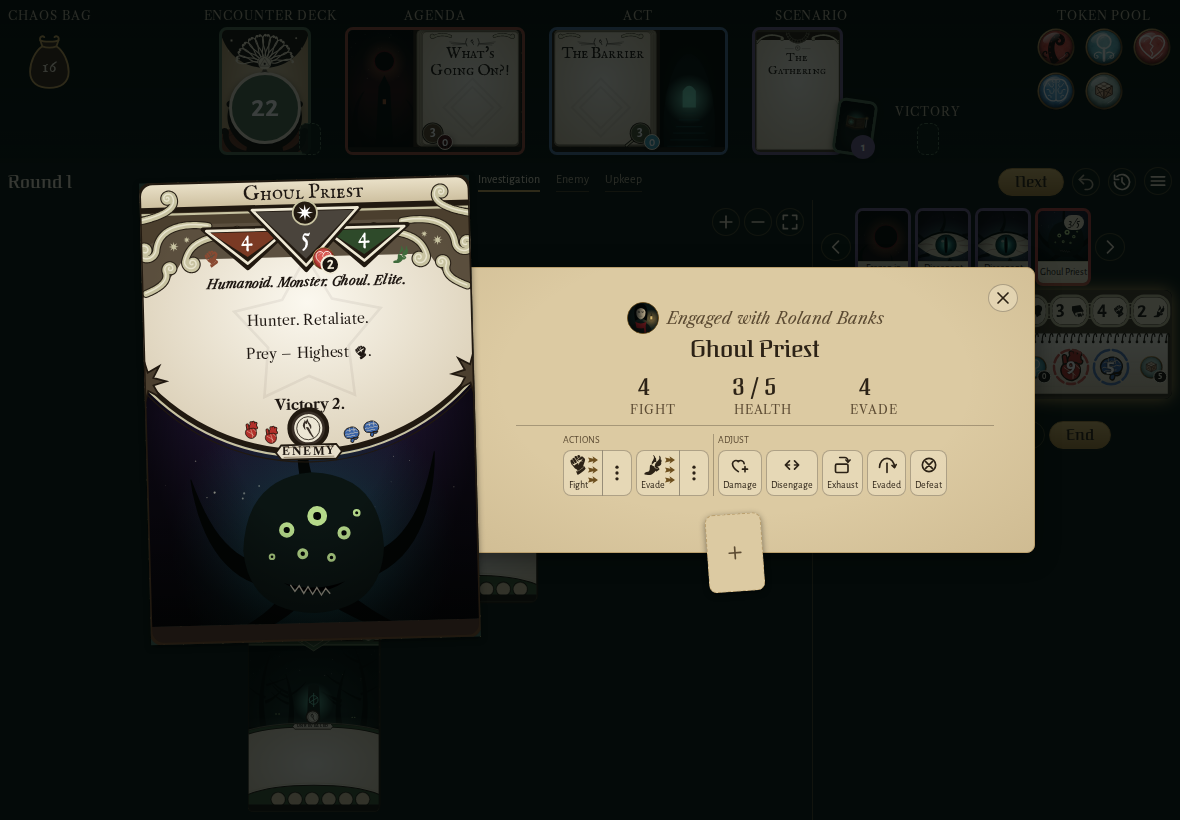 CHAOS BAG
ENCOUNTER DECK
AGENDA
ACT
SCENARIO
TOKEN POOL
16
22
What's
Going On?!
3
0
The Barrier
3
0
The
Gathering
1
VICTORY
Round 1
Investigation
Enemy
Upkeep
Next
3/5
Ghoul Priest
Ghoul Priest
4
5
4
2
Humanoid. Monster. Ghoul. Elite.
Hunter. Retaliate.
Prey – Highest .
Victory 2.
ENEMY
Engaged with Roland Banks
Ghoul Priest
4
3 / 5
4
FIGHT
HEALTH
EVADE
ACTIONS
ADJUST
Fight
Evade
Damage
Disengage
Exhaust
Evaded
Defeat
3
4
2
0
9
5
5
End